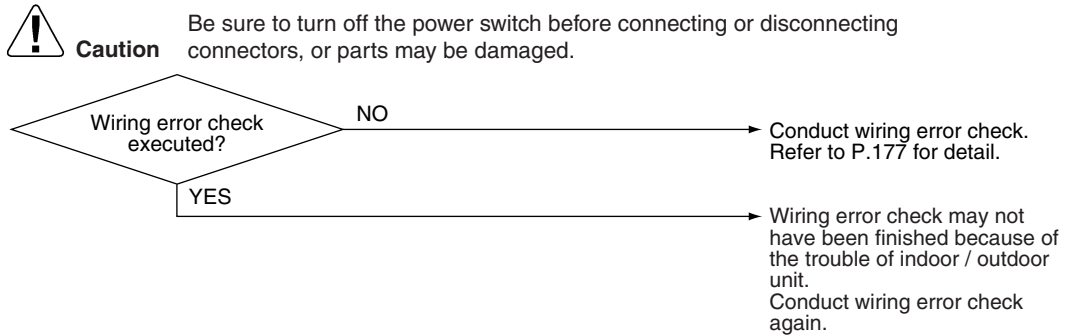 Be sure to turn off the power switch before connecting or disconnecting
Caution connectors, or parts may be damaged.
Wiring error check
executed?
NO
Conduct wiring error check.
Refer to P.177 for detail.
YES
Wiring error check may not
have been finished because of
the trouble of indoor / outdoor
unit.
Conduct wiring error check
again.